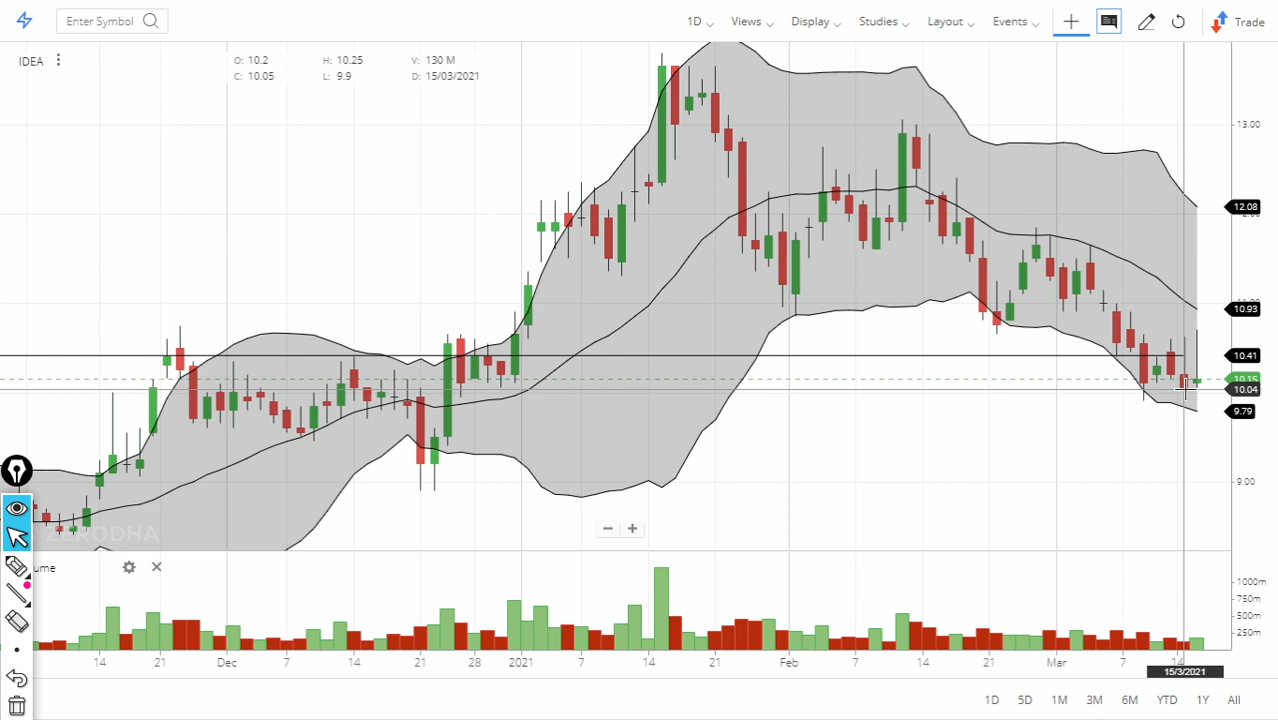 Enter Symbol 1D Views Display Studies Layout Events Trade
IDEA O: 10.2 H: 10.25 V: 130 M
C: 10.05 L: 9.9 D: 15/03/2021
13.00
12.08
10.93
10.41
10.15
10.04
9.79
9.00
ZERODHA
ume
1000m
750m
500m
250m
14 21 Dec 7 14 21 28 2021 7 14 21 Feb 7 14 21 Mar 7 14
15/3/2021
1D 5D 1M 3M 6M YTD 1Y All